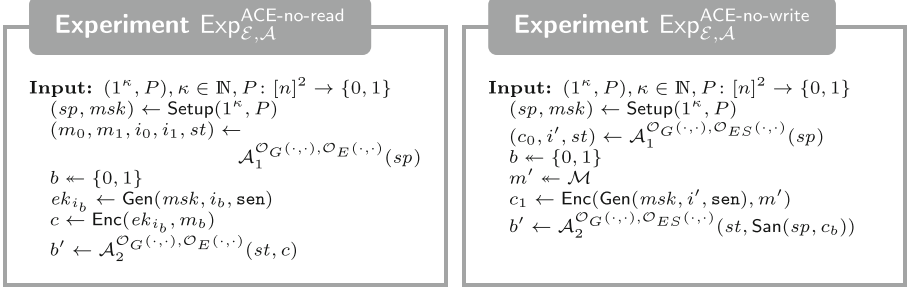 Experiment Exp^{ACE-no-read}_{ℰ,𝒜}
Input: (1^κ, P), κ ∈ ℕ, P: [n]^2 → {0, 1}
(sp, msk) ← Setup(1^κ, P)
(m_0, m_1, i_0, i_1, st) ←
𝒜_1^{𝒪_G(·,·),𝒪_E(·,·)}(sp)
b ↞ {0, 1}
ek_{i_b} ← Gen(msk, i_b, sen)
c ← Enc(ek_{i_b}, m_b)
b′ ← 𝒜_2^{𝒪_G(·,·),𝒪_E(·,·)}(st, c)
Experiment Exp^{ACE-no-write}_{ℰ,𝒜}
Input: (1^κ, P), κ ∈ ℕ, P: [n]^2 → {0, 1}
(sp, msk) ← Setup(1^κ, P)
(c_0, i′, st) ← 𝒜_1^{𝒪_G(·,·),𝒪_{ES}(·,·)}(sp)
b ↞ {0, 1}
m′ ↞ ℳ
c_1 ← Enc(Gen(msk, i′, sen), m′)
b′ ← 𝒜_2^{𝒪_G(·,·),𝒪_{ES}(·,·)}(st, San(sp, c_b))